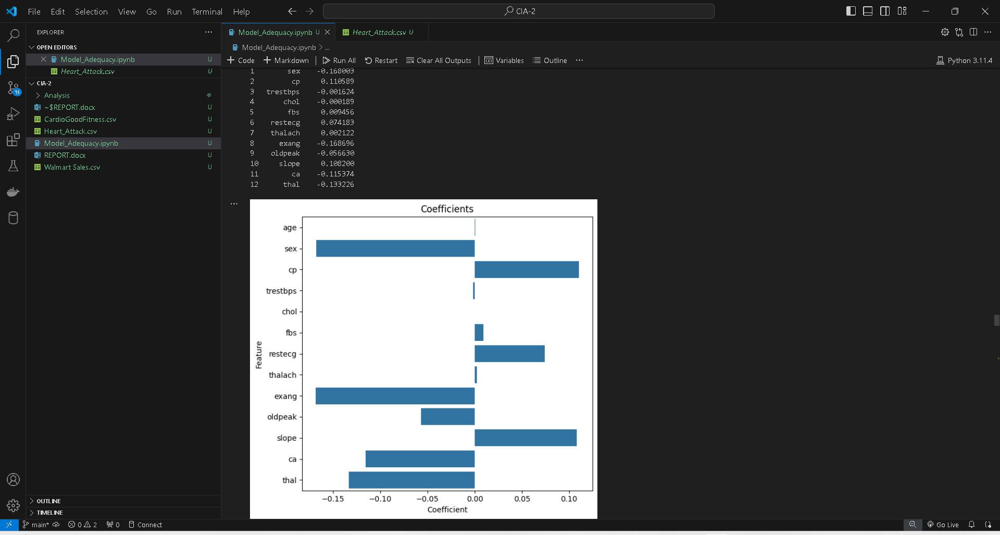 File Edit Selection View Go Run Terminal Help
CIA-2
EXPLORER
OPEN EDITORS
Model_Adequacy.ipynb U
Heart_Attack.csv U
CIA-2
Analysis
~$REPORT.docx U
CardioGoodFitness.csv U
Heart_Attack.csv U
Model_Adequacy.ipynb U
REPORT.docx U
Walmart Sales.csv U
15
OUTLINE
TIMELINE
Model_Adequacy.ipynb U
Heart_Attack.csv U
Model_Adequacy.ipynb > ...
Code Markdown Run All Restart Clear All Outputs Variables Outline ... Python 3.11.4
1 sex -0.168003
2 cp 0.110589
3 trestbps -0.001624
4 chol -0.000189
5 fbs 0.009456
6 restecg 0.074183
7 thalach 0.002122
8 exang -0.168696
9 oldpeak -0.056630
10 slope 0.108200
11 ca -0.115374
12 thal -0.133226
Coefficients
age
sex
cp
trestbps
chol
fbs
restecg
thalach
exang
oldpeak
slope
ca
thal
Feature
−0.15 −0.10 −0.05 0.00 0.05 0.10
Coefficient
main* 0 2 0 Connect Go Live